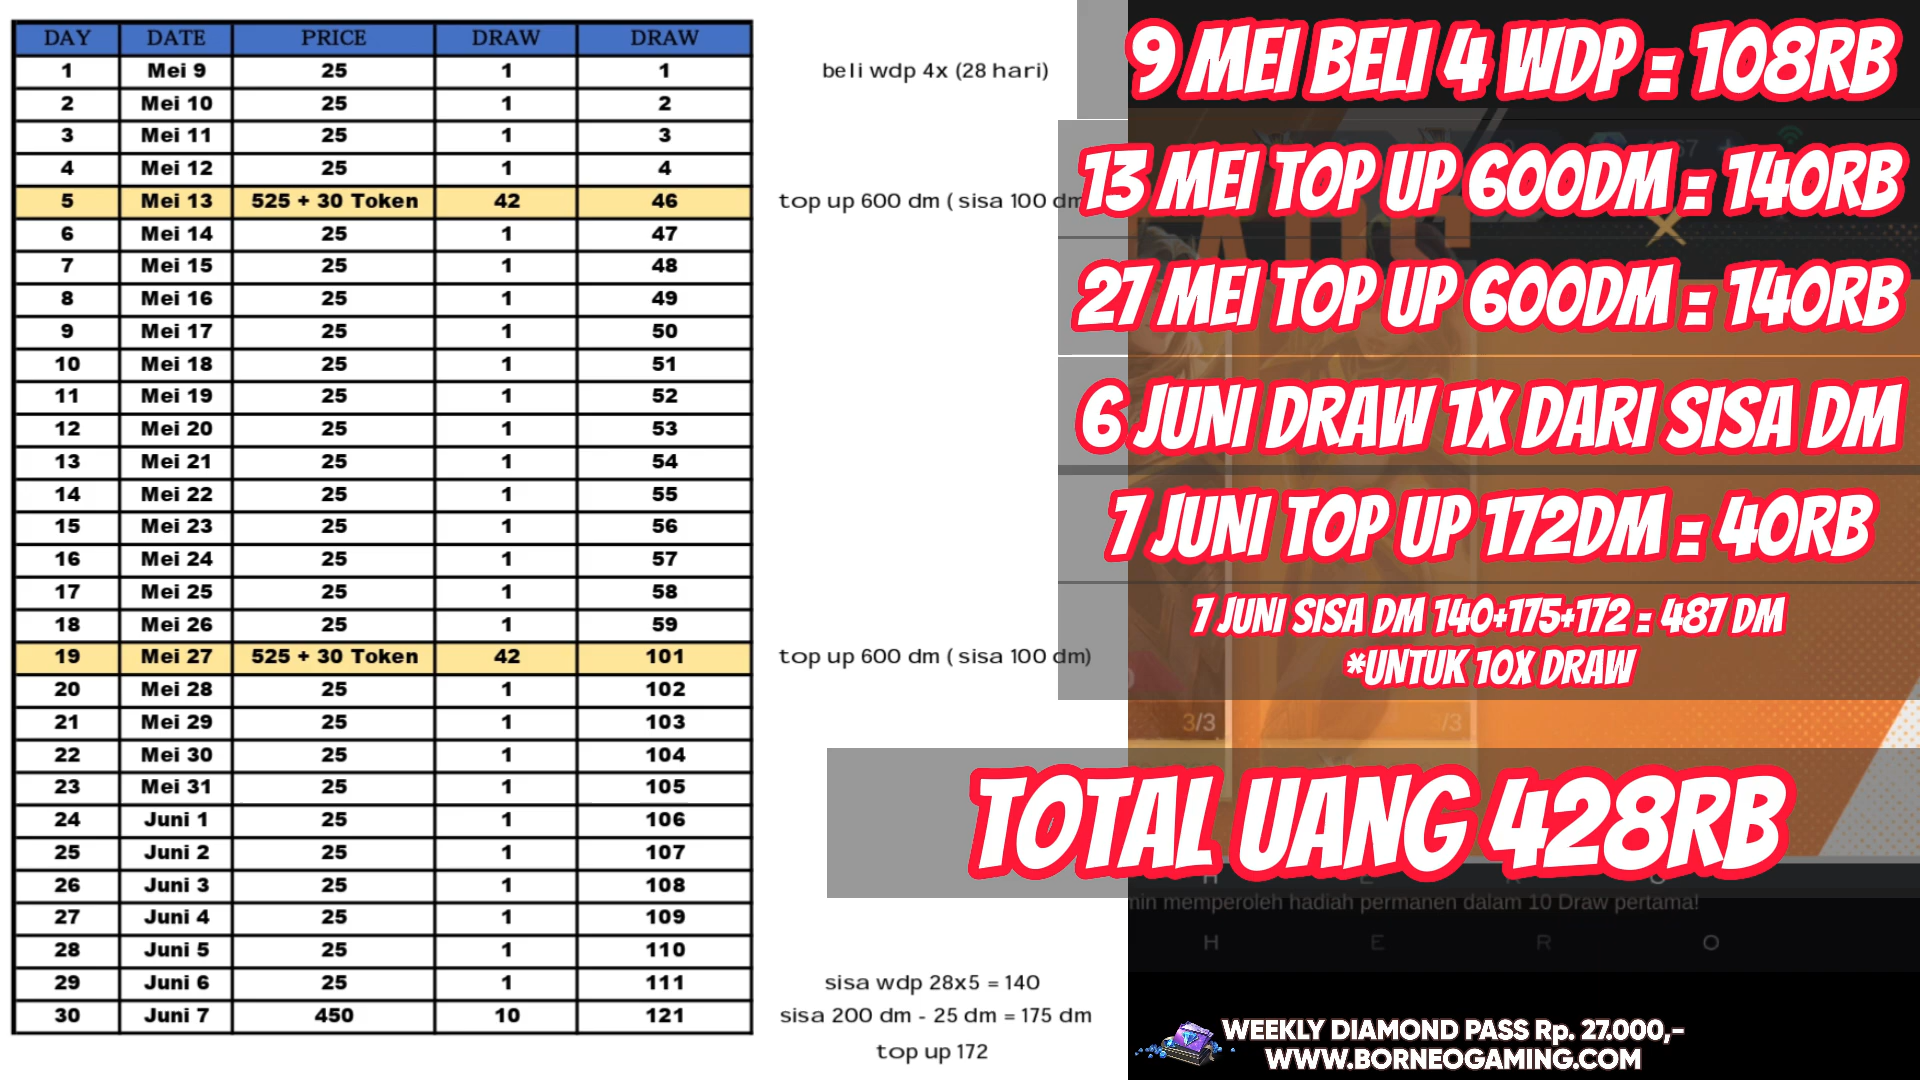 DAY DATE PRICE DRAW DRAW
1 Mei 9 25 1 1
2 Mei 10 25 1 2
3 Mei 11 25 1 3
4 Mei 12 25 1 4
5 Mei 13 525 + 30 Token 42 46
6 Mei 14 25 1 47
7 Mei 15 25 1 48
8 Mei 16 25 1 49
9 Mei 17 25 1 50
10 Mei 18 25 1 51
11 Mei 19 25 1 52
12 Mei 20 25 1 53
13 Mei 21 25 1 54
14 Mei 22 25 1 55
15 Mei 23 25 1 56
16 Mei 24 25 1 57
17 Mei 25 25 1 58
18 Mei 26 25 1 59
19 Mei 27 525 + 30 Token 42 101
20 Mei 28 25 1 102
21 Mei 29 25 1 103
22 Mei 30 25 1 104
23 Mei 31 25 1 105
24 Juni 1 25 1 106
25 Juni 2 25 1 107
26 Juni 3 25 1 108
27 Juni 4 25 1 109
28 Juni 5 25 1 110
29 Juni 6 25 1 111
30 Juni 7 450 10 121
beli wdp 4x (28 hari)
top up 600 dm ( sisa 100 dm
top up 600 dm ( sisa 100 dm)
sisa wdp 28x5 = 140
sisa 200 dm - 25 dm = 175 dm
top up 172
9 MEI BELI 4 WDP = 108RB
13 MEI TOP UP 600DM = 140RB
27 MEI TOP UP 600DM = 140RB
6 JUNI DRAW 1X DARI SISA DM
7 JUNI TOP UP 172DM = 40RB
7 JUNI SISA DM 140+175+172 = 487 DM
*UNTUK 10X DRAW
3/3 3/3
TOTAL UANG 428RB
min memperoleh hadiah permanen dalam 10 Draw pertama!
H E R O
WEEKLY DIAMOND PASS Rp. 27.000,-
WWW.BORNEOGAMING.COM